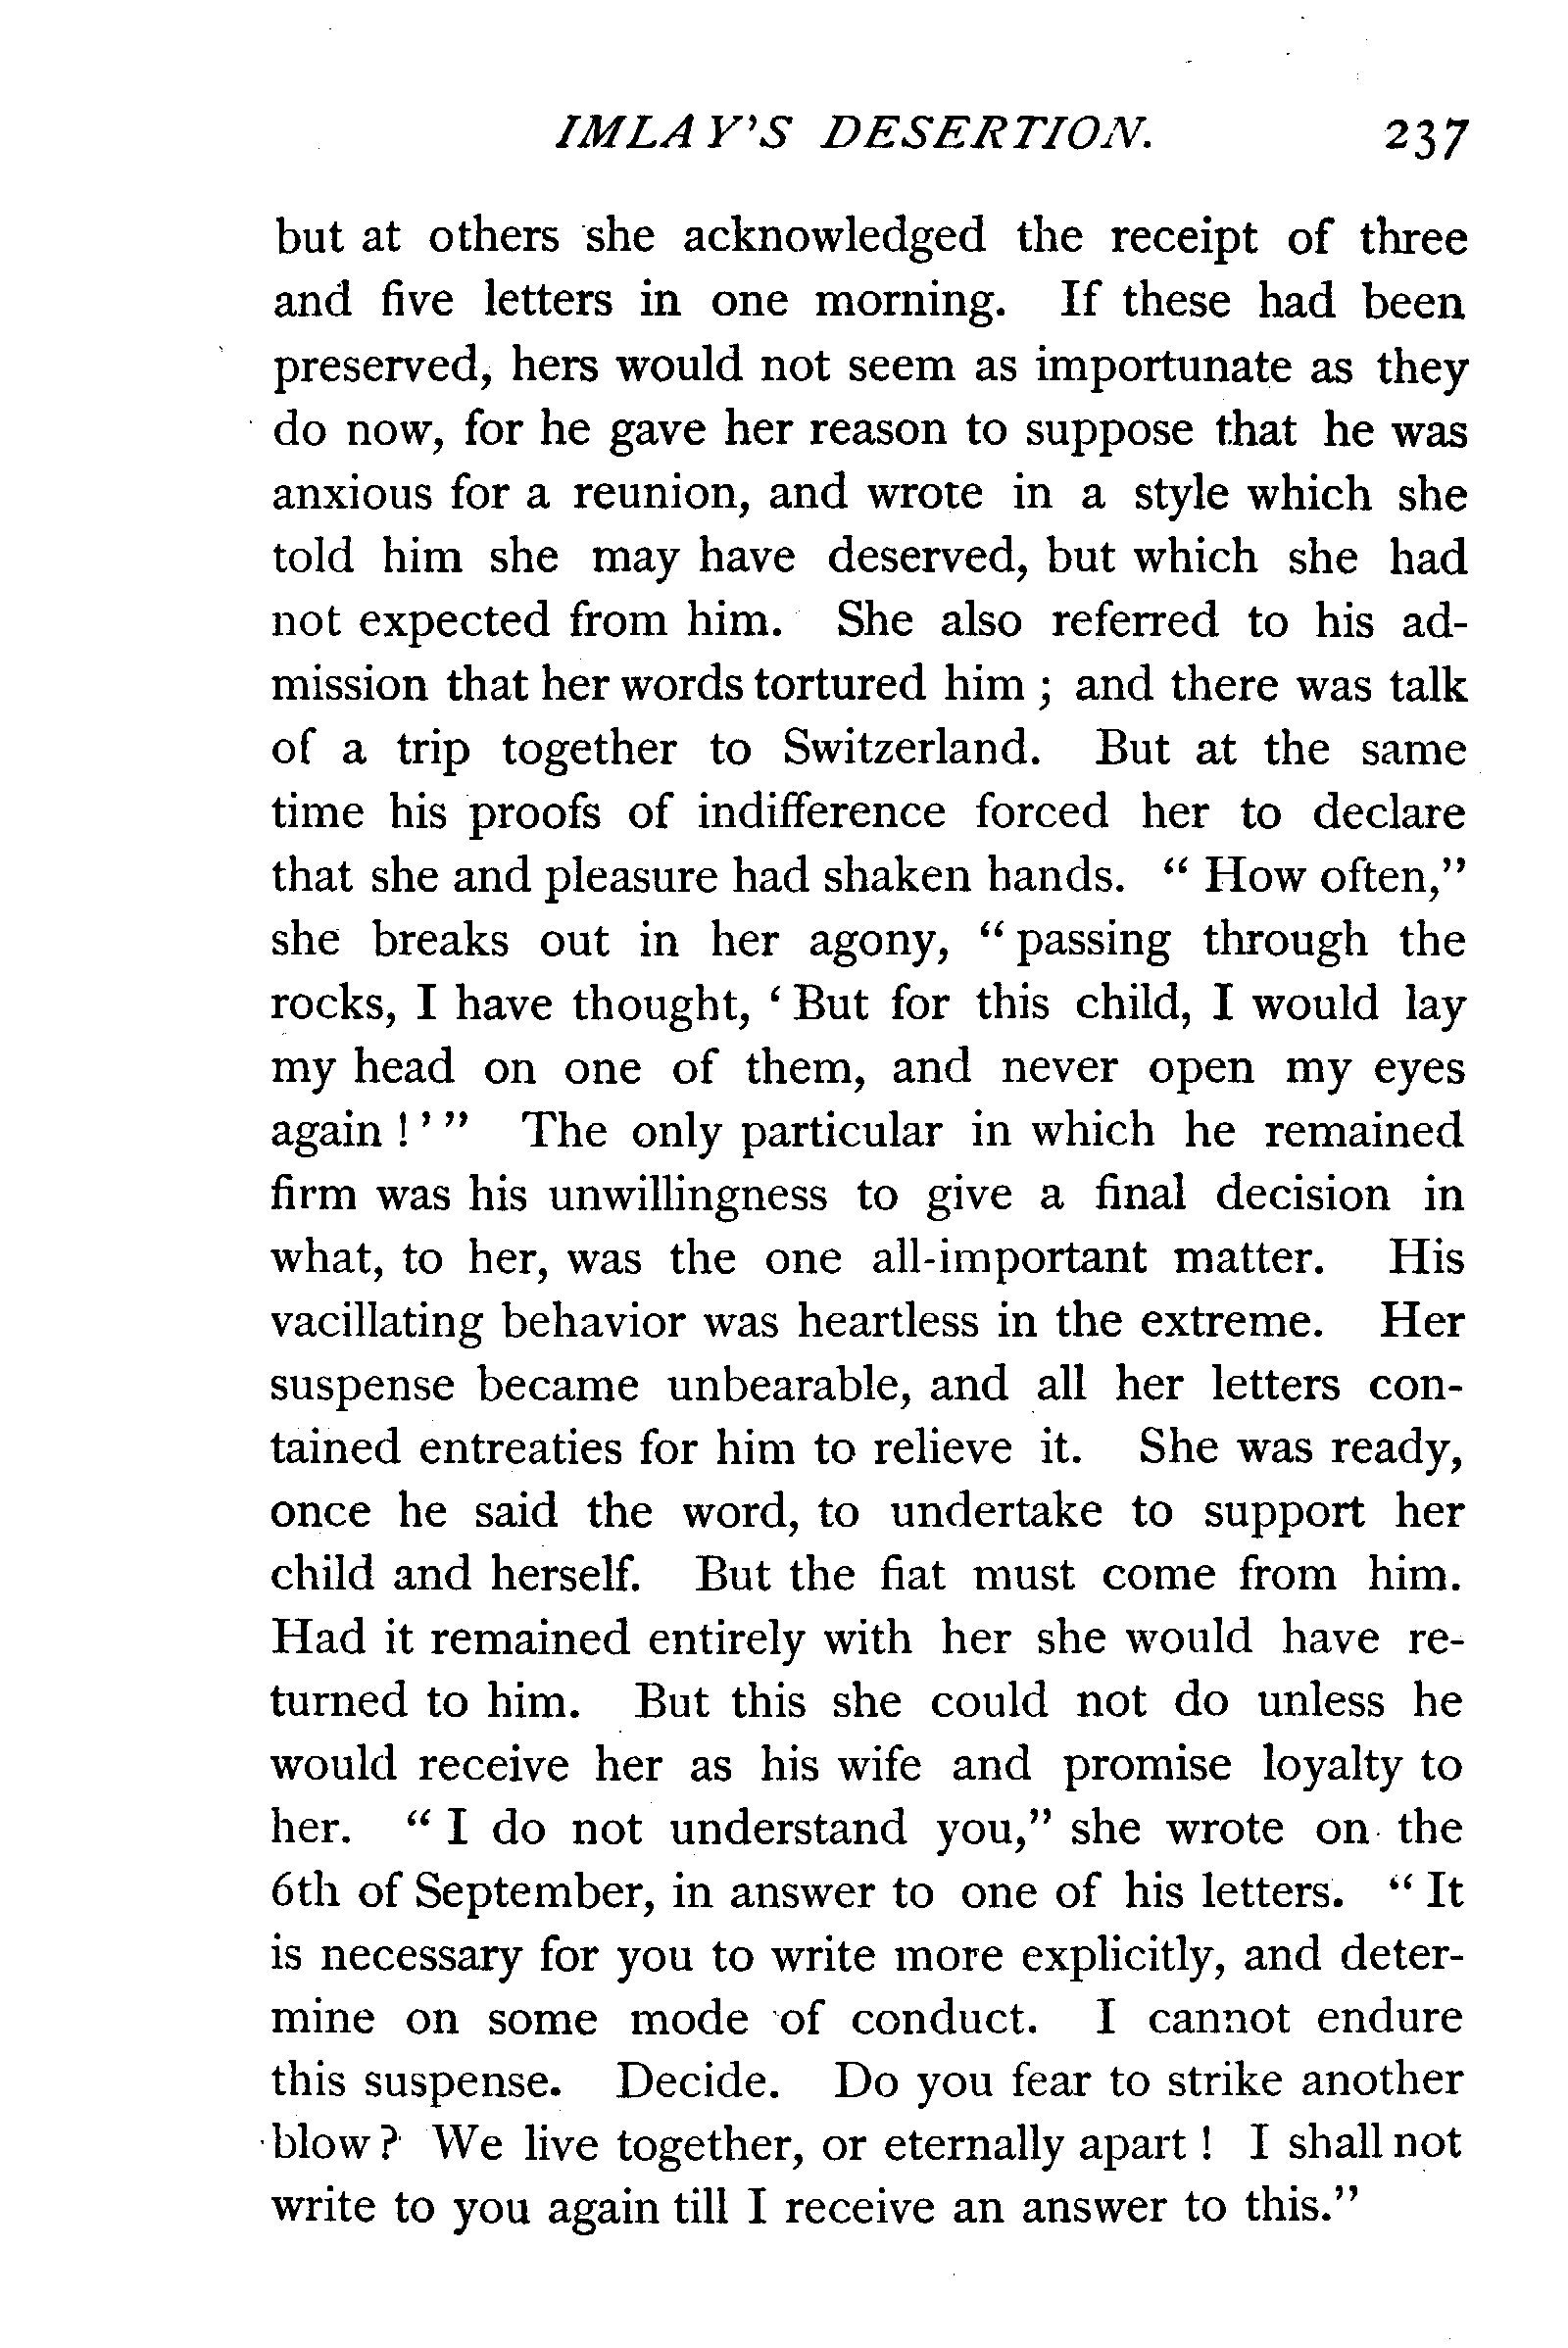 IMLAY'S DESERTION. 237
but at others she acknowledged the receipt of three
and five letters in one morning. If these had been
preserved, hers would not seem as importunate as they
do now, for he gave her reason to suppose that he was
anxious for a reunion, and wrote in a style which she
told him she may have deserved, but which she had
not expected from him. She also referred to his ad-
mission that her words tortured him ; and there was talk
of a trip together to Switzerland. But at the same
time his proofs of indifference forced her to declare
that she and pleasure had shaken hands. “ How often,”
she breaks out in her agony, “ passing through the
rocks, I have thought, ‘ But for this child, I would lay
my head on one of them, and never open my eyes
again ! ’ ” The only particular in which he remained
firm was his unwillingness to give a final decision in
what, to her, was the one all-important matter. His
vacillating behavior was heartless in the extreme. Her
suspense became unbearable, and all her letters con-
tained entreaties for him to relieve it. She was ready,
once he said the word, to undertake to support her
child and herself. But the fiat must come from him.
Had it remained entirely with her she would have re-
turned to him. But this she could not do unless he
would receive her as his wife and promise loyalty to
her. “ I do not understand you,” she wrote on the
6th of September, in answer to one of his letters. “ It
is necessary for you to write more explicitly, and deter-
mine on some mode of conduct. I cannot endure
this suspense. Decide. Do you fear to strike another
blow ? We live together, or eternally apart ! I shall not
write to you again till I receive an answer to this.”